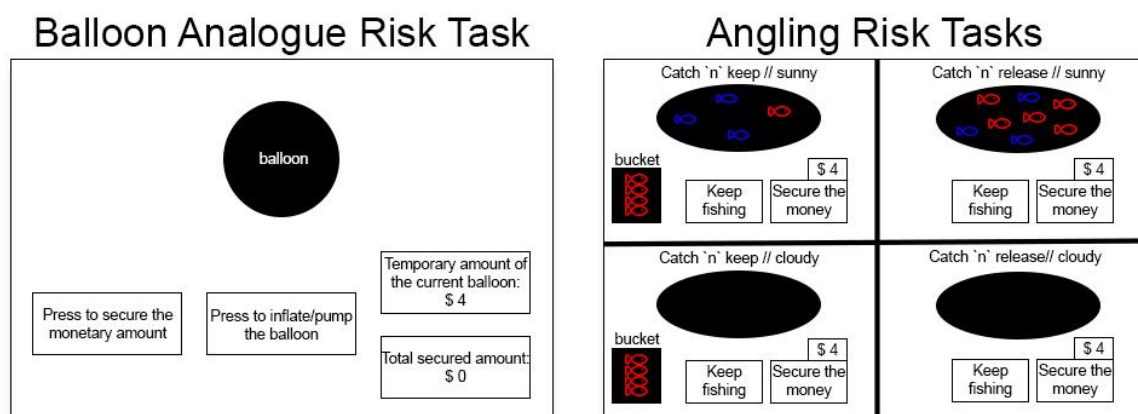 Balloon Analogue Risk Task
balloon
Temporary amount of
the current balloon:
$ 4
Press to secure the
monetary amount
Press to inflate/pump
the balloon
Total secured amount:
$ 0
Angling Risk Tasks
Catch `n` keep // sunny
bucket
$ 4
Keep
fishing
Secure the
money
Catch `n` release // sunny
$ 4
Keep
fishing
Secure the
money
Catch `n` keep // cloudy
bucket
$ 4
Keep
fishing
Secure the
money
Catch `n` release// cloudy
$ 4
Keep
fishing
Secure the
money